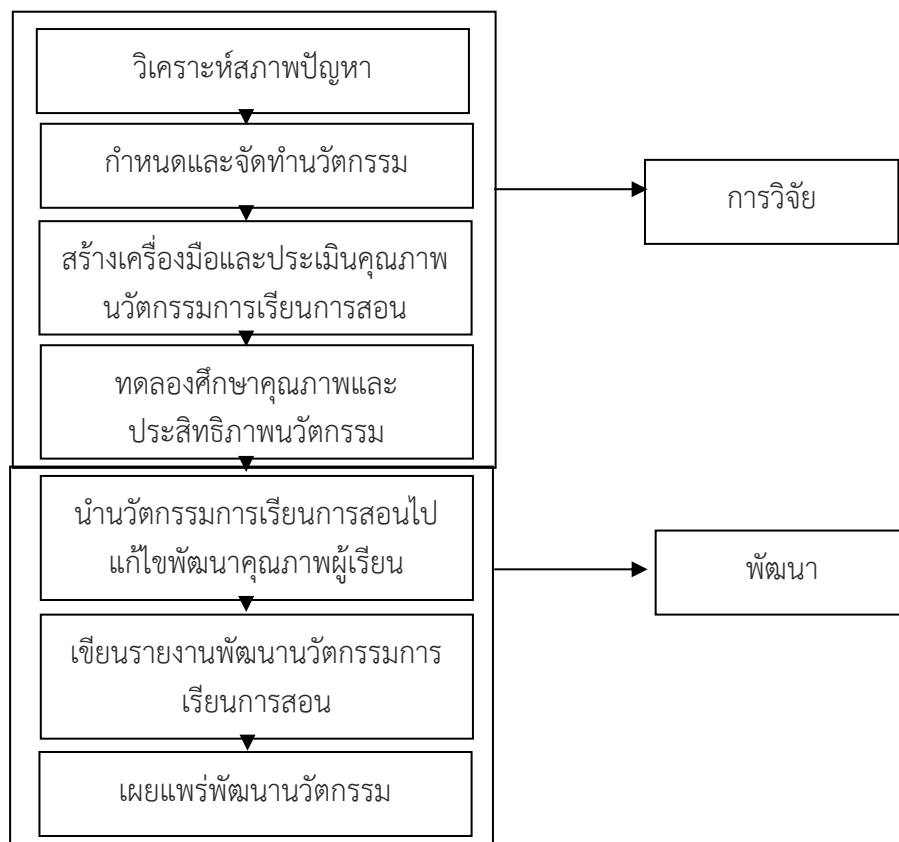 วิเคราะห์สภาพปัญหา
กำหนดและจัดทำนวัตกรรม
สร้างเครื่องมือและประเมินคุณภาพ
นวัตกรรมการเรียนการสอน
ทดลองศึกษาคุณภาพและ
ประสิทธิภาพนวัตกรรม
การวิจัย
นำนวัตกรรมการเรียนการสอนไป
แก้ไขพัฒนาคุณภาพผู้เรียน
เขียนรายงานพัฒนานวัตกรรมการ
เรียนการสอน
เผยแพร่พัฒนานวัตกรรม
พัฒนา